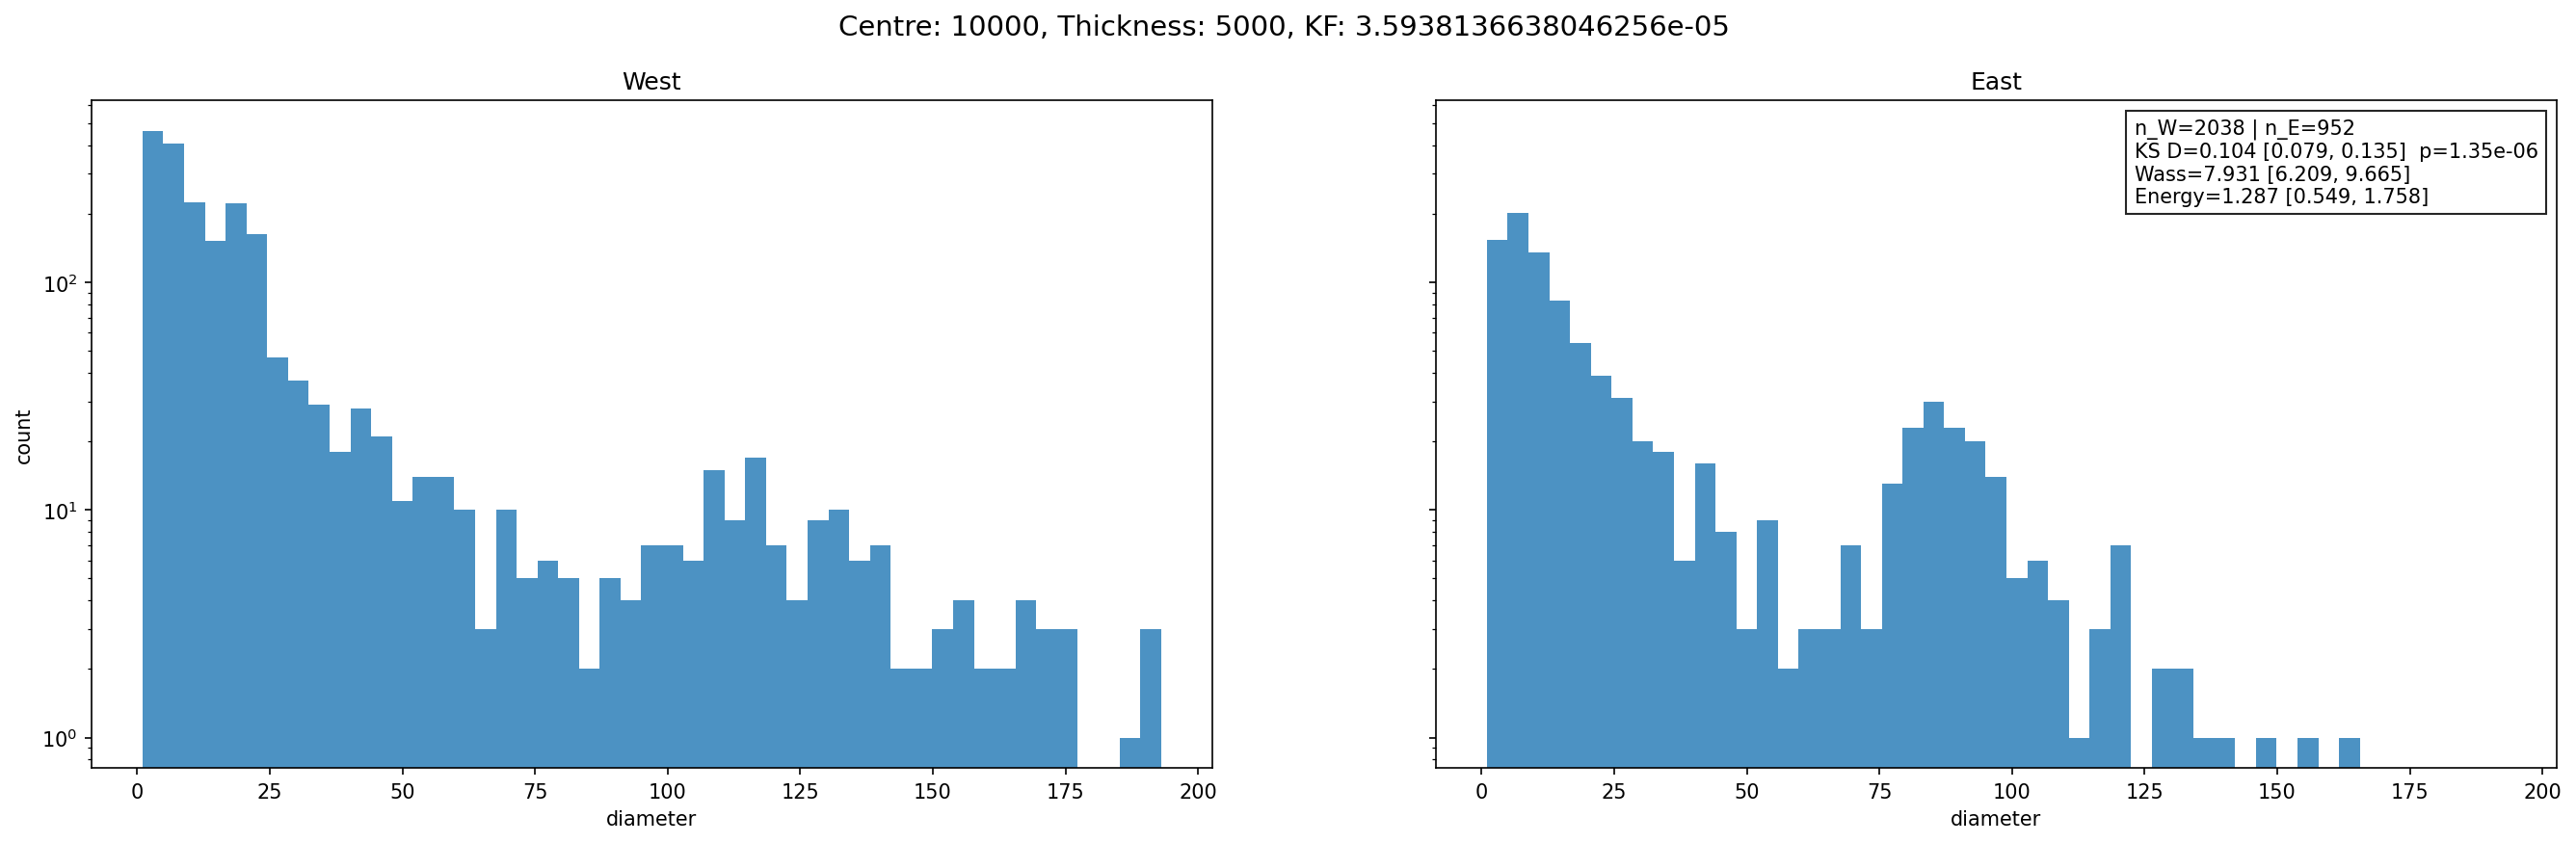 Centre: 10000, Thickness: 5000, KF: 3.5938136638046256e-05
West
count
10²
10¹
10⁰
0 25 50 75 100 125 150 175 200
diameter
East
n_W=2038 | n_E=952
KS D=0.104 [0.079, 0.135] p=1.35e-06
Wass=7.931 [6.209, 9.665]
Energy=1.287 [0.549, 1.758]
0 25 50 75 100 125 150 175 200
diameter